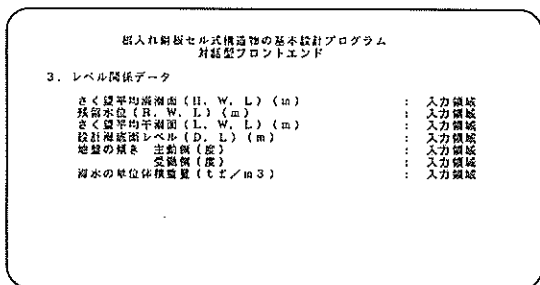 根入れ鋼板セル式構造物の基本設計プログラム
対話型フロントエンド
3. レベル関係データ
さく望平均満潮面(H. W. L)(m) : 入力領域
残留水位(R. W. L)(m) : 入力領域
さく望平均干潮面(L. W. L)(m) : 入力領域
設計海底面レベル(D. L)(m) : 入力領域
地盤の傾き 主動側(度) : 入力領域
受働側(度) : 入力領域
海水の単位体積重量(tf/m3) : 入力領域